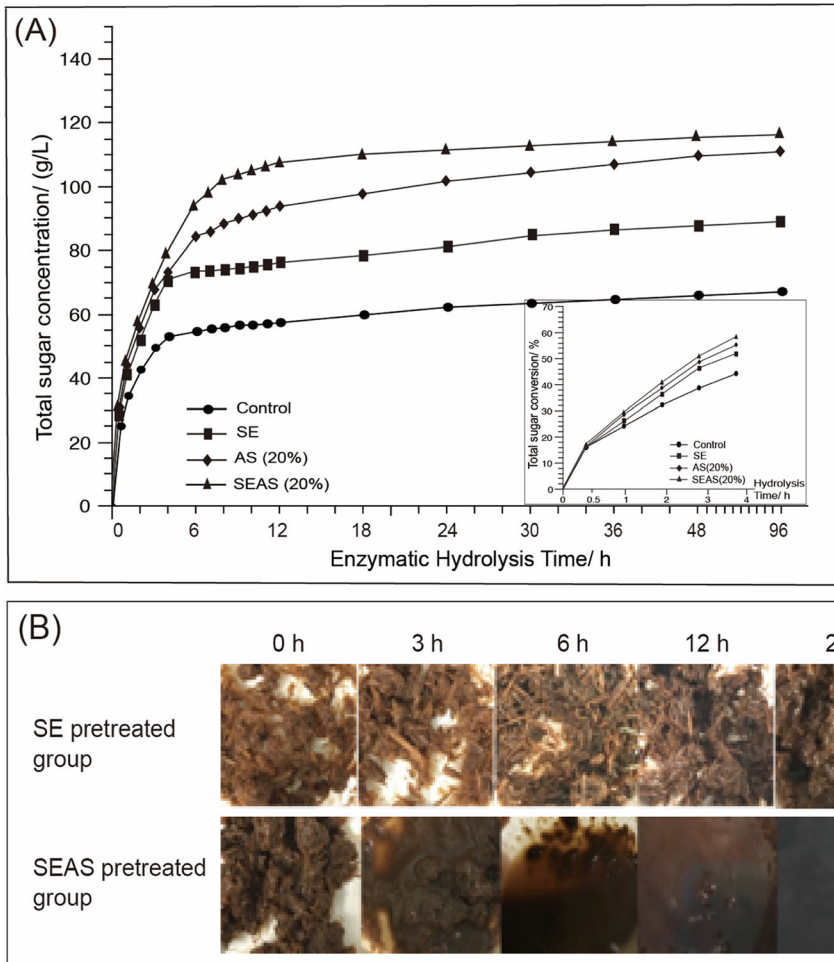 (A)
Total sugar concentration/ (g/L)
140
120
100
80
60
40
20
0
0 6 12 18 24 30 36 48 96
Enzymatic Hydrolysis Time/ h
Control
SE
AS (20%)
SEAS (20%)
Total sugar conversion/ %
70
60
50
40
30
20
10
0
0 0.5 1 2 3 4
Hydrolysis
Time/ h
Control
SE
AS(20%)
SEAS(20%)
(B)
0 h 3 h 6 h 12 h 2
SE pretreated
group
SEAS pretreated
group